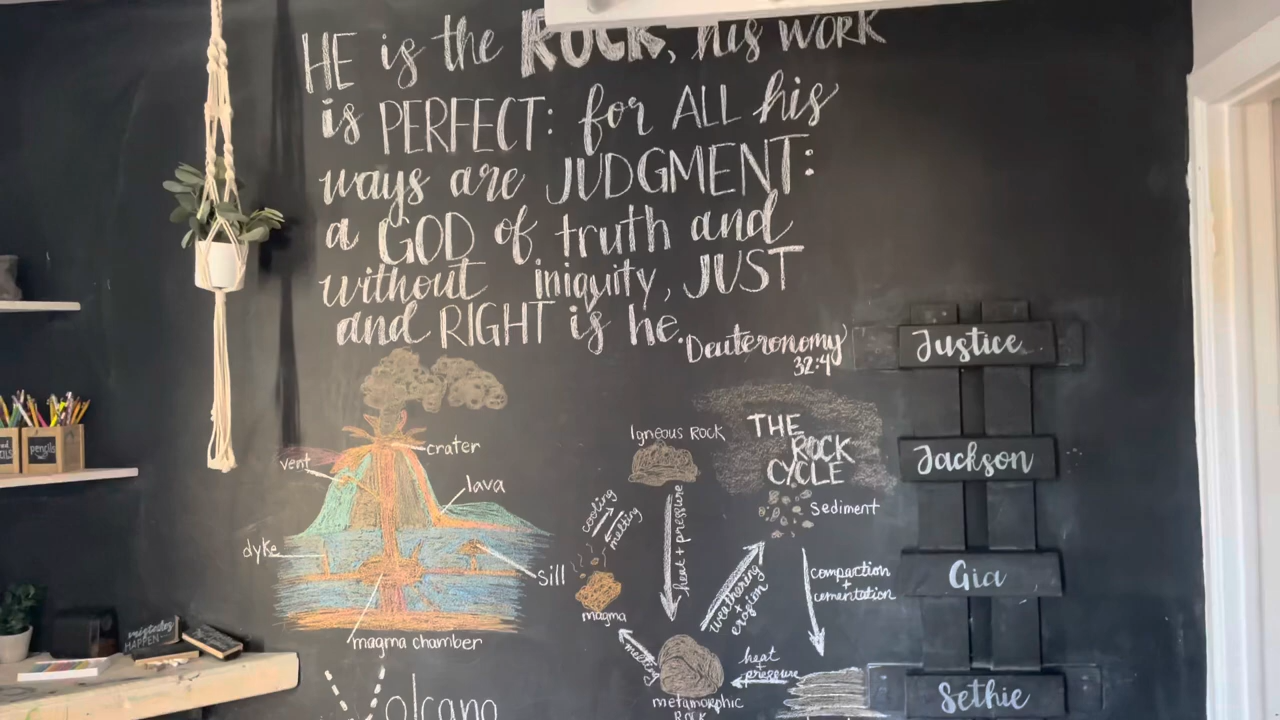 HE is the ROCK, his WORK
is PERFECT: for ALL his
ways are JUDGMENT:
a GOD of truth and
without iniquity, JUST
and RIGHT is he.
Deuteronomy
32:4
crater
vent
lava
dyke
sill
magma chamber
Volcano
THE
ROCK
CYCLE
Igneous ROCK
Sediment
cooling
melting
heat + pressure
weathering
+
erosion
compaction
+
cementation
magma
melting
heat
+
pressure
metamorphic
ROCK
Justice
Jackson
Gia
Sethie
pencils
HAPPEN